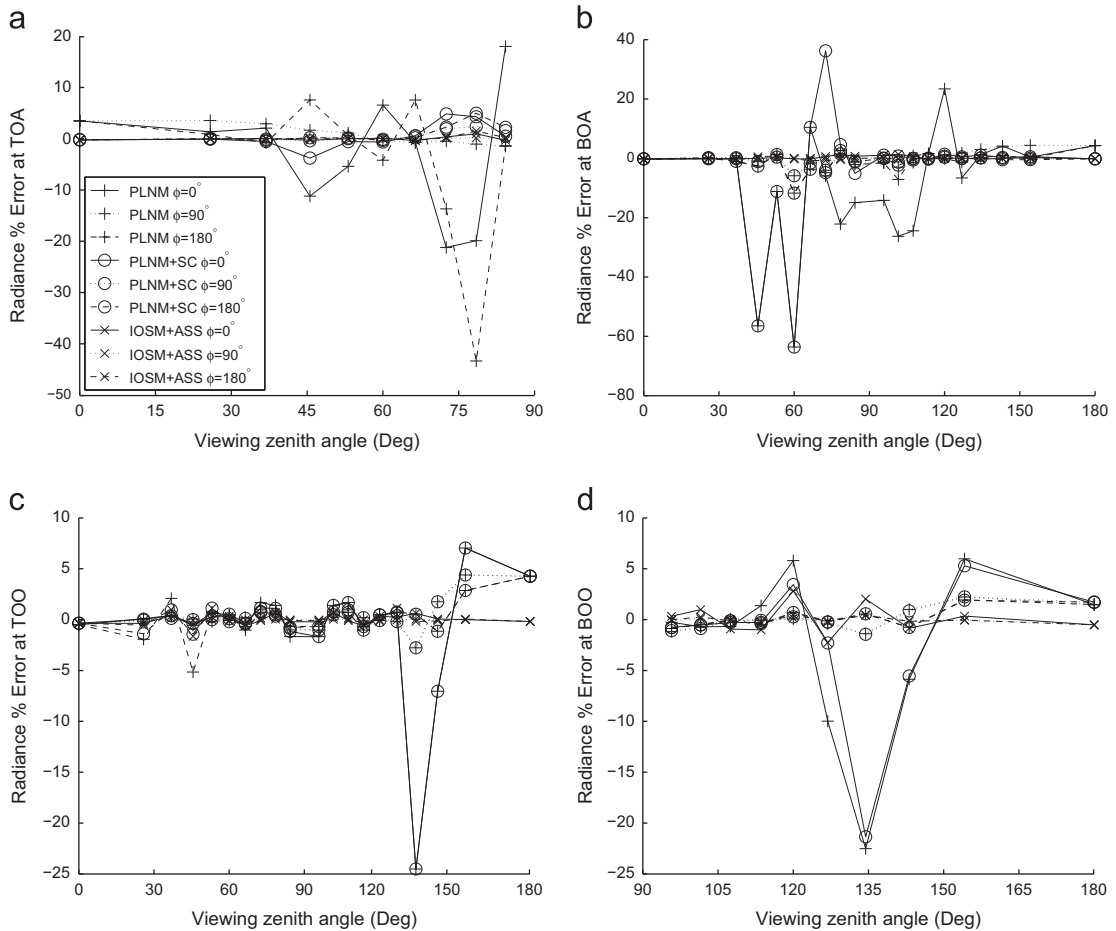 a
20
10
0
−10
−20
−30
−40
−50
Radiance % Error at TOA
PLNM ϕ=0°
PLNM ϕ=90°
PLNM ϕ=180°
PLNM+SC ϕ=0°
PLNM+SC ϕ=90°
PLNM+SC ϕ=180°
IOSM+ASS ϕ=0°
IOSM+ASS ϕ=90°
IOSM+ASS ϕ=180°
0 15 30 45 60 75 90
Viewing zenith angle (Deg)
b
40
20
0
−20
−40
−60
−80
Radiance % Error at BOA
0 30 60 90 120 150 180
Viewing zenith angle (Deg)
c
10
5
0
−5
−10
−15
−20
−25
Radiance % Error at TOO
0 30 60 90 120 150 180
Viewing zenith angle (Deg)
d
10
5
0
−5
−10
−15
−20
−25
Radiance % Error at BOO
90 105 120 135 150 165 180
Viewing zenith angle (Deg)